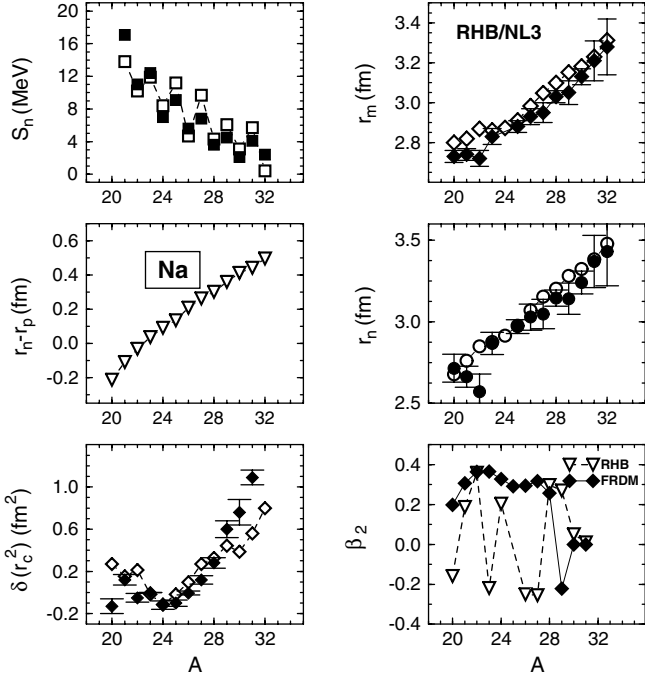 20
16
12
8
4
0
S_n (MeV)
20 24 28 32
RHB/NL3
3.4
3.2
3.0
2.8
r_m (fm)
20 24 28 32
Na
0.6
0.4
0.2
0.0
-0.2
r_n-r_p (fm)
20 24 28 32
3.5
3.0
2.5
r_n (fm)
20 24 28 32
1.0
0.6
0.2
-0.2
δ(r_c^2) (fm^2)
20 24 28 32
A
RHB
FRDM
0.4
0.2
0.0
-0.2
-0.4
β_2
20 24 28 32 36
A